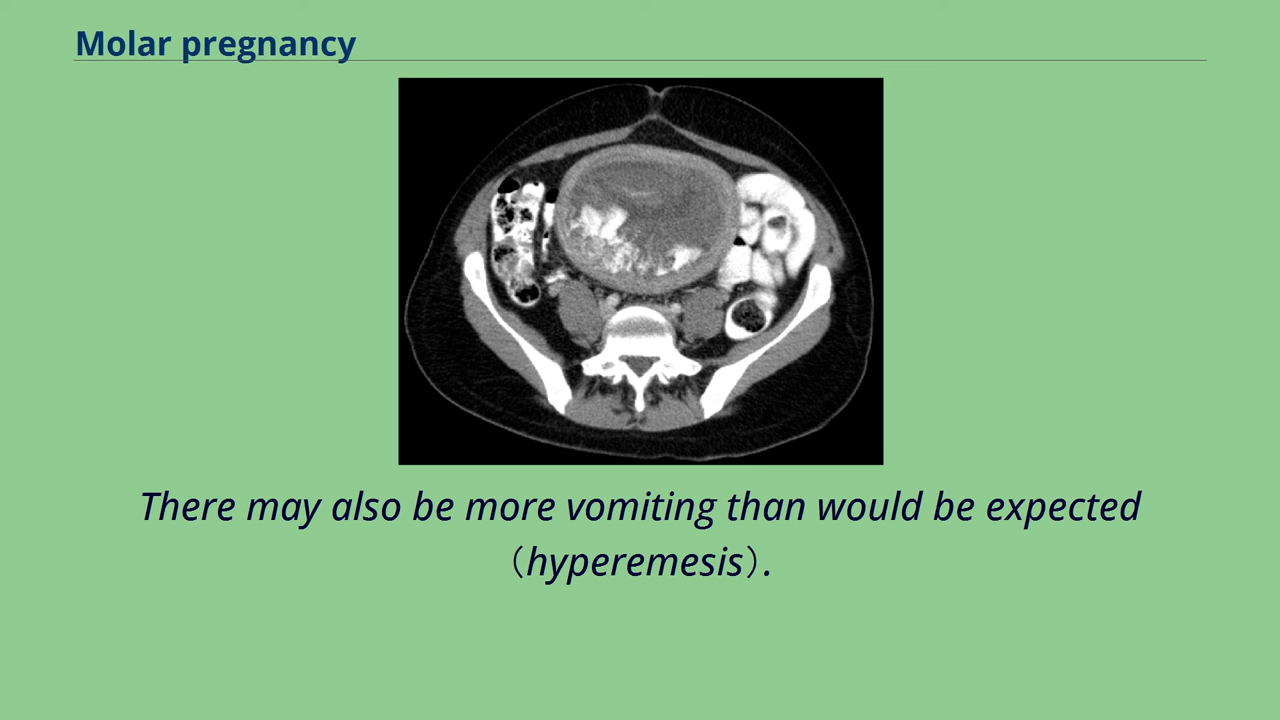 Molar pregnancy
There may also be more vomiting than would be expected
（hyperemesis）.